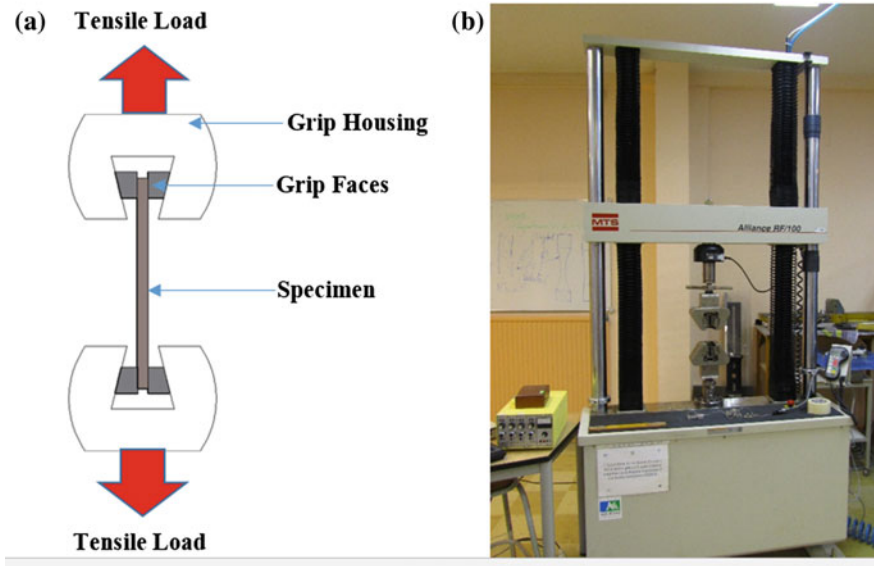 (a)
Tensile Load
Grip Housing
Grip Faces
Specimen
Tensile Load
(b)
MTS
Alliance RF/100